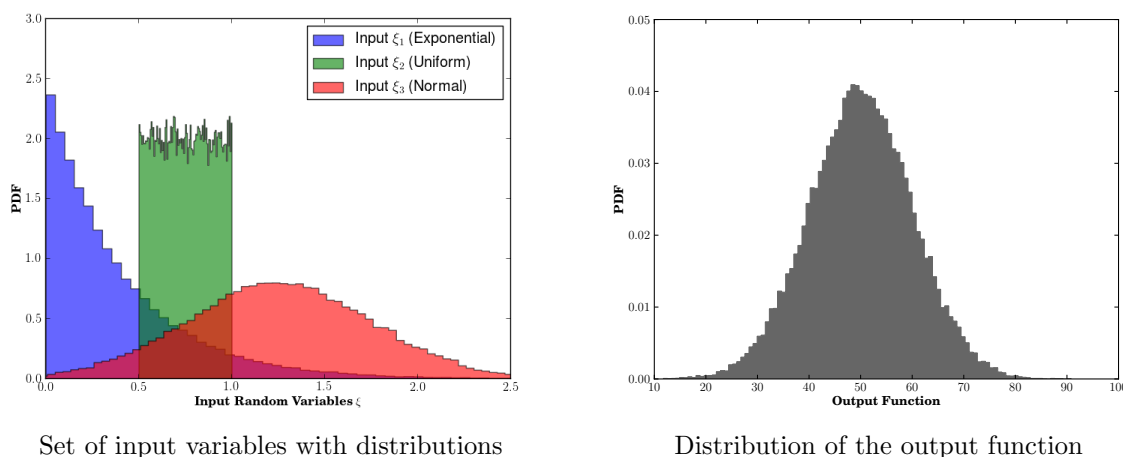 3.0
2.5
2.0
1.5
1.0
0.5
0.0
PDF
Input ξ₁ (Exponential)
Input ξ₂ (Uniform)
Input ξ₃ (Normal)
0.0 0.5 1.0 1.5 2.0 2.5
Input Random Variables ξ
Set of input variables with distributions
0.05
0.04
0.03
0.02
0.01
0.00
PDF
10 20 30 40 50 60 70 80 90 100
Output Function
Distribution of the output function